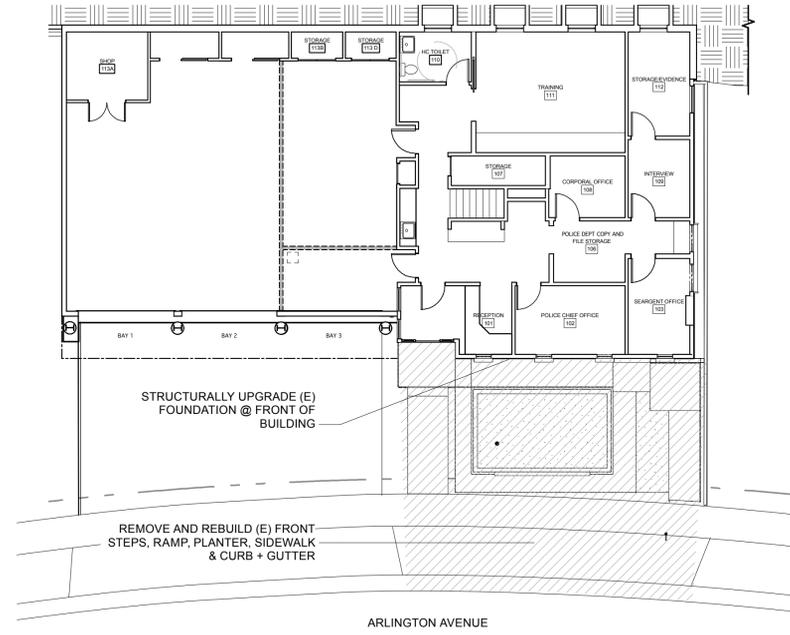 STORAGE
113B
STORAGE
113 D
HC TOILET
110
SHOP
113A
TRAINING
111
STORAGE/EVIDENCE
112
STORAGE
107
CORPORAL OFFICE
108
INTERVIEW
109
POLICE DEPT COPY AND
FILE STORAGE
106
RECEPTION
101
POLICE CHIEF OFFICE
102
SEARGENT OFFICE
103
BAY 1
BAY 2
BAY 3
STRUCTURALLY UPGRADE (E)
FOUNDATION @ FRONT OF
BUILDING
REMOVE AND REBUILD (E) FRONT
STEPS, RAMP, PLANTER, SIDEWALK
& CURB + GUTTER
ARLINGTON AVENUE